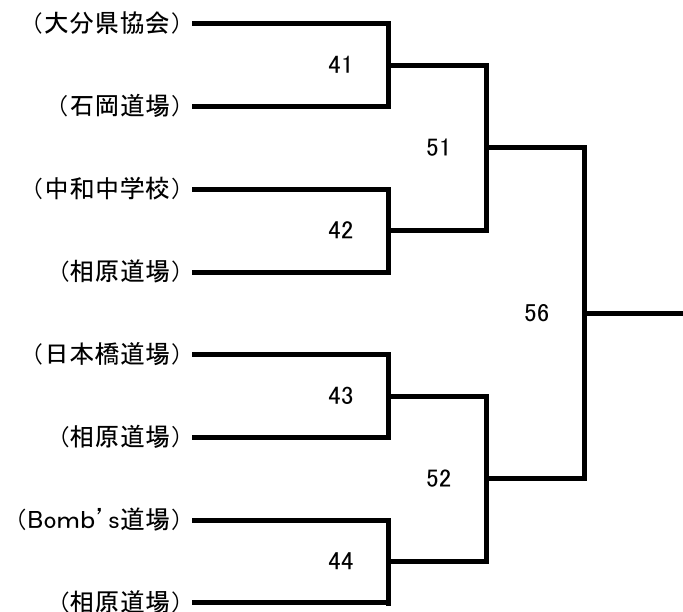 （大分県協会）
41
（石岡道場）
51
（中和中学校）
42
（相原道場）
56
（日本橋道場）
43
（相原道場）
52
（Bomb’s道場）
44
（相原道場）